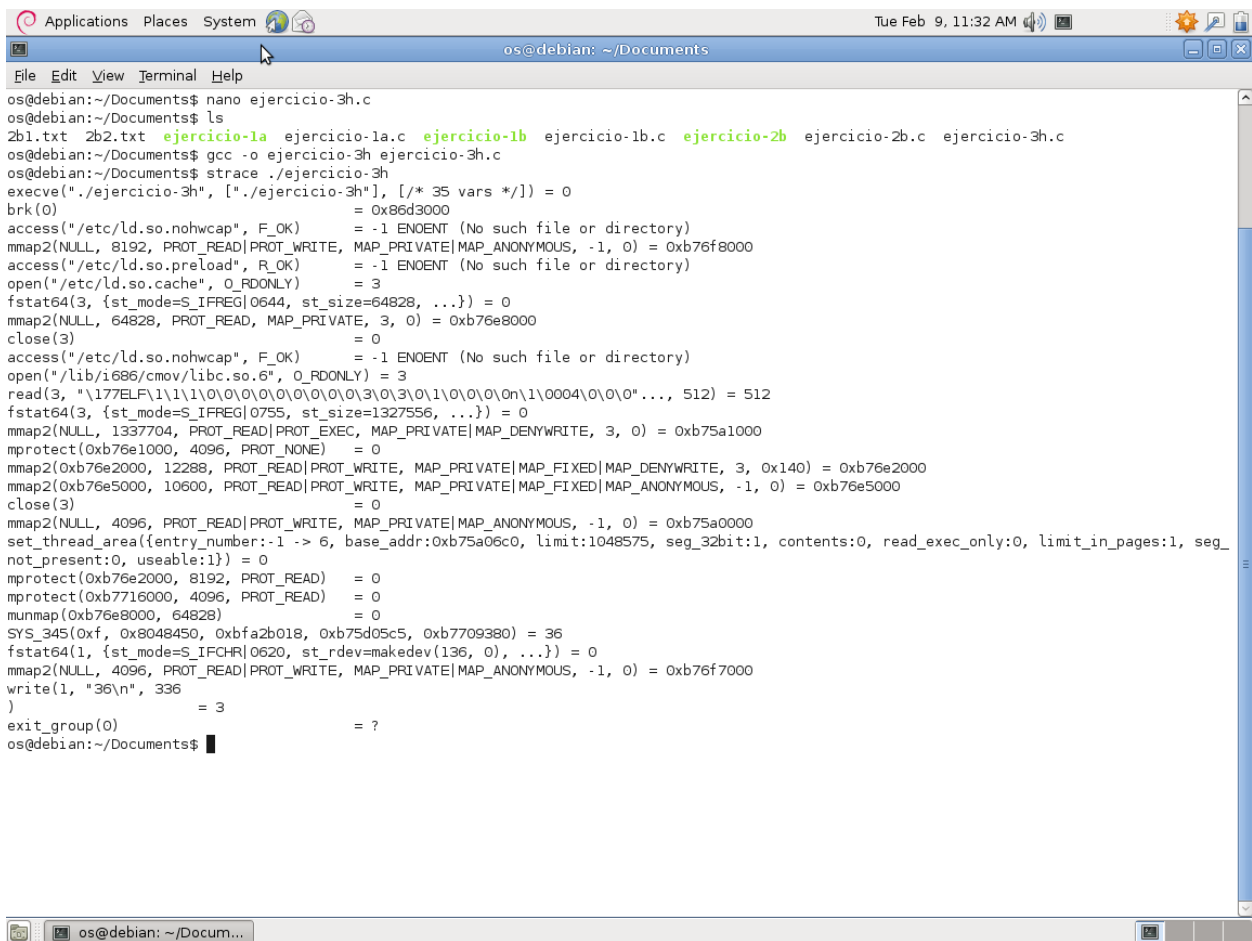 Applications Places System Tue Feb 9, 11:32 AM
os@debian: ~/Documents
File Edit View Terminal Help
os@debian:~/Documents$ nano ejercicio-3h.c
os@debian:~/Documents$ ls
2b1.txt 2b2.txt ejercicio-1a ejercicio-1a.c ejercicio-1b ejercicio-1b.c ejercicio-2b ejercicio-2b.c ejercicio-3h.c
os@debian:~/Documents$ gcc -o ejercicio-3h ejercicio-3h.c
os@debian:~/Documents$ strace ./ejercicio-3h
execve("./ejercicio-3h", ["./ejercicio-3h"], [/* 35 vars */]) = 0
brk(0) = 0x86d3000
access("/etc/ld.so.nohwcap", F_OK) = -1 ENOENT (No such file or directory)
mmap2(NULL, 8192, PROT_READ|PROT_WRITE, MAP_PRIVATE|MAP_ANONYMOUS, -1, 0) = 0xb76f8000
access("/etc/ld.so.preload", R_OK) = -1 ENOENT (No such file or directory)
open("/etc/ld.so.cache", O_RDONLY) = 3
fstat64(3, {st_mode=S_IFREG|0644, st_size=64828, ...}) = 0
mmap2(NULL, 64828, PROT_READ, MAP_PRIVATE, 3, 0) = 0xb76e8000
close(3) = 0
access("/etc/ld.so.nohwcap", F_OK) = -1 ENOENT (No such file or directory)
open("/lib/i686/cmov/libc.so.6", O_RDONLY) = 3
read(3, "\177ELF\1\1\1\0\0\0\0\0\0\0\0\0\3\0\3\0\1\0\0\0\0n\1\0004\0\0\0"..., 512) = 512
fstat64(3, {st_mode=S_IFREG|0755, st_size=1327556, ...}) = 0
mmap2(NULL, 1337704, PROT_READ|PROT_EXEC, MAP_PRIVATE|MAP_DENYWRITE, 3, 0) = 0xb75a1000
mprotect(0xb76e1000, 4096, PROT_NONE) = 0
mmap2(0xb76e2000, 12288, PROT_READ|PROT_WRITE, MAP_PRIVATE|MAP_FIXED|MAP_DENYWRITE, 3, 0x140) = 0xb76e2000
mmap2(0xb76e5000, 10600, PROT_READ|PROT_WRITE, MAP_PRIVATE|MAP_FIXED|MAP_ANONYMOUS, -1, 0) = 0xb76e5000
close(3) = 0
mmap2(NULL, 4096, PROT_READ|PROT_WRITE, MAP_PRIVATE|MAP_ANONYMOUS, -1, 0) = 0xb75a0000
set_thread_area({entry_number:-1 -> 6, base_addr:0xb75a06c0, limit:1048575, seg_32bit:1, contents:0, read_exec_only:0, limit_in_pages:1, seg_
not_present:0, useable:1}) = 0
mprotect(0xb76e2000, 8192, PROT_READ) = 0
mprotect(0xb7716000, 4096, PROT_READ) = 0
munmap(0xb76e8000, 64828) = 0
SYS_345(0xf, 0x8048450, 0xbfa2b018, 0xb75d05c5, 0xb7709380) = 36
fstat64(1, {st_mode=S_IFCHR|0620, st_rdev=makedev(136, 0), ...}) = 0
mmap2(NULL, 4096, PROT_READ|PROT_WRITE, MAP_PRIVATE|MAP_ANONYMOUS, -1, 0) = 0xb76f7000
write(1, "36\n", 336
) = 3
exit_group(0) = ?
os@debian:~/Documents$
os@debian: ~/Docum...